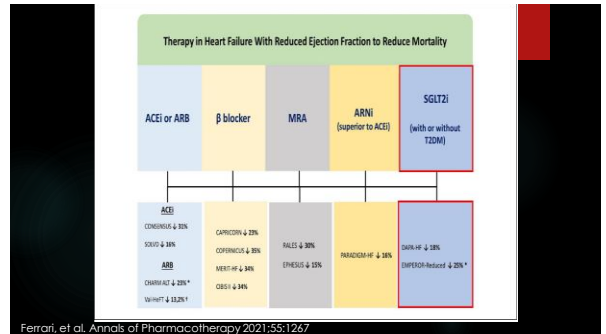 Therapy in Heart Failure With Reduced Ejection Fraction to Reduce Mortality
ACEi or ARB
β blocker
MRA
ARNi
(superior to ACEi)
SGLT2i
(with or without
T2DM)
ACEi
CONSENSUS ↓ 31%
SOLVD ↓ 16%
ARB
CHARM ALT ↓ 23% *
Val-HeFT ↓ 13,2% †
CAPRICORN ↓ 23%
COPERNICUS ↓ 35%
MERIT-HF ↓ 34%
CIBIS II ↓ 34%
RALES ↓ 30%
EPHESUS ↓ 15%
PARADIGM-HF ↓ 16%
DAPA-HF ↓ 18%
EMPEROR-Reduced ↓ 25% *
Ferrari, et al. Annals of Pharmacotherapy 2021;55:1267